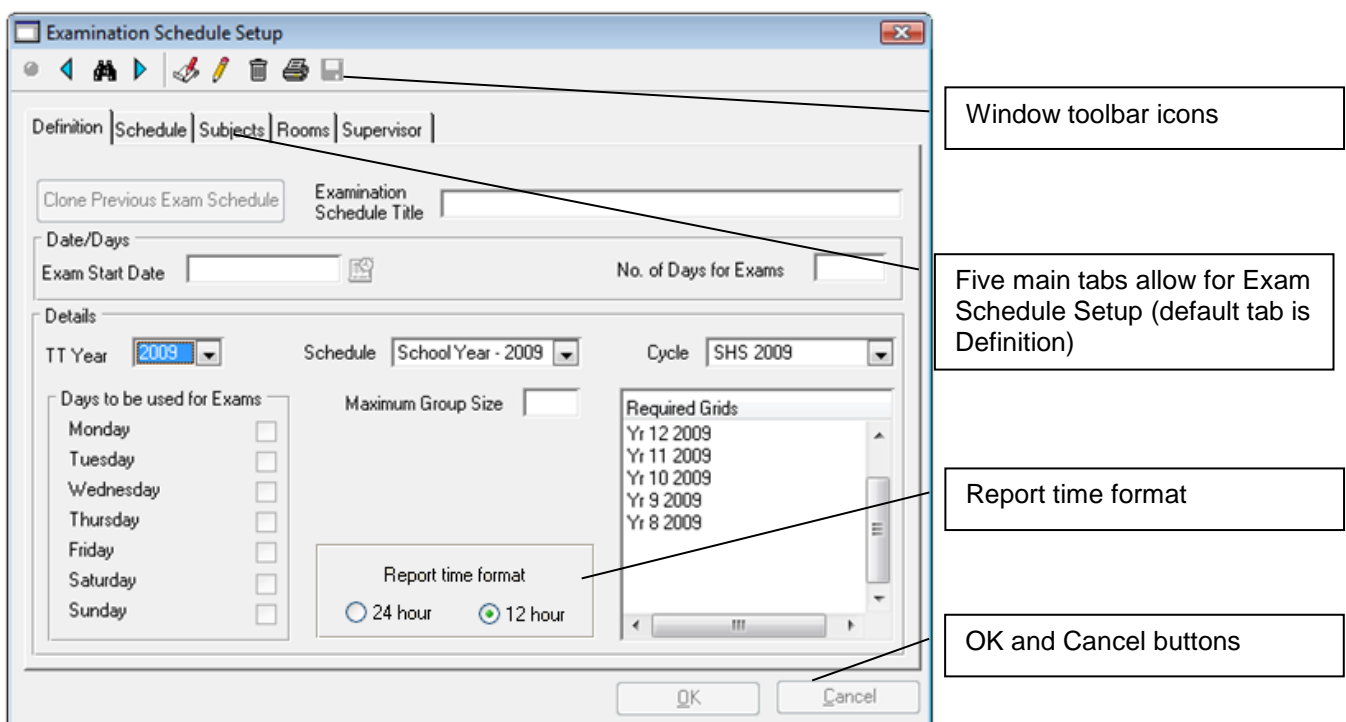 Examination Schedule Setup
Window toolbar icons
Definition Schedule Subjects Rooms Supervisor
Clone Previous Exam Schedule
Examination
Schedule Title
Date/Days
Exam Start Date
No. of Days for Exams
Five main tabs allow for Exam
Schedule Setup (default tab is
Definition)
Details
TT Year 2009 Schedule School Year - 2009 Cycle SHS 2009
Days to be used for Exams
Monday
Tuesday
Wednesday
Thursday
Friday
Saturday
Sunday
Maximum Group Size
Required Grids
Yr 12 2009
Yr 11 2009
Yr 10 2009
Yr 9 2009
Yr 8 2009
Report time format
24 hour 12 hour
Report time format
OK Cancel
OK and Cancel buttons